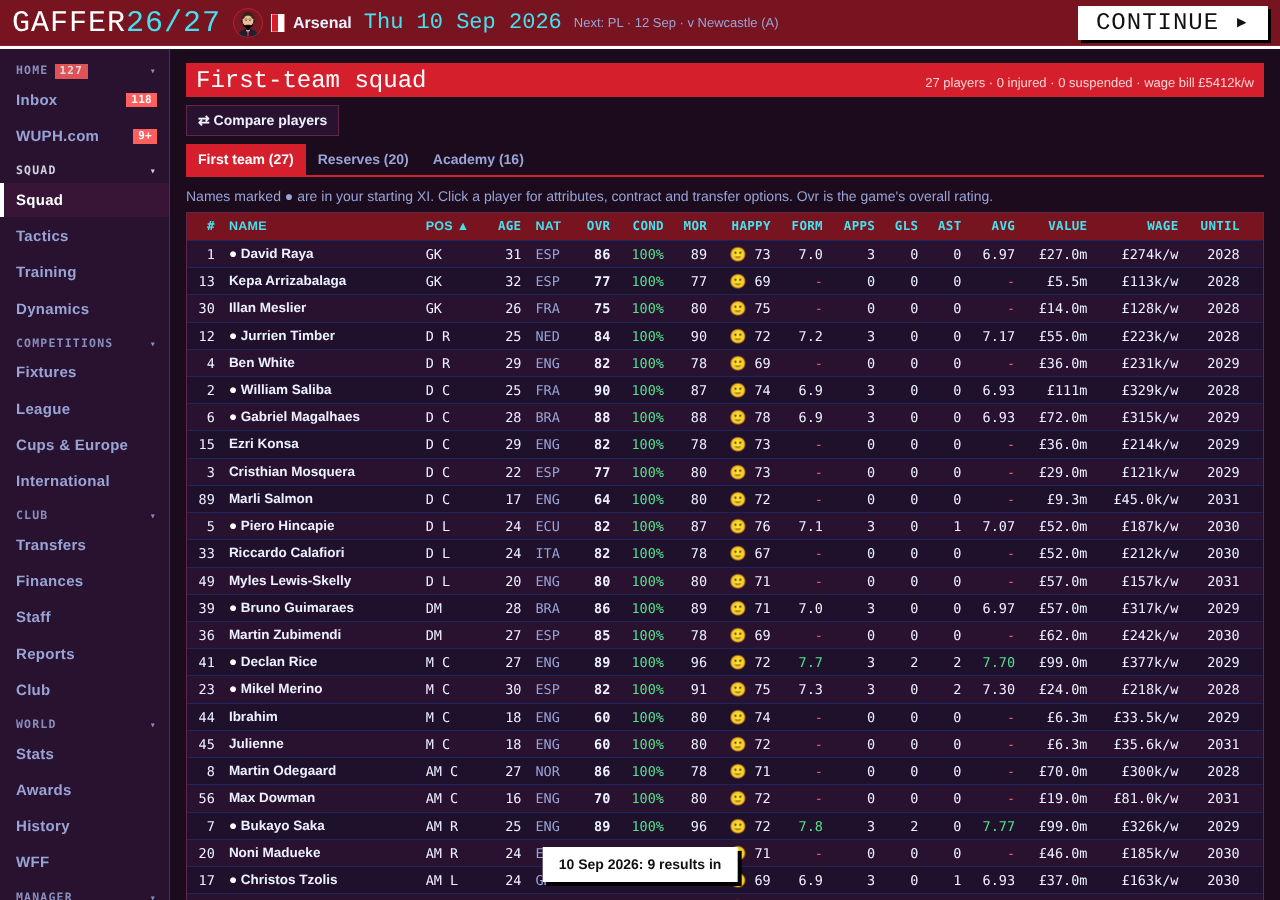 GAFFER26/27 Arsenal Thu 10 Sep 2026 Next: PL · 12 Sep · v Newcastle (A) CONTINUE ►
HOME 127 ▾
Inbox 118
WUPH.com 9+
SQUAD ▾
Squad
Tactics
Training
Dynamics
COMPETITIONS ▾
Fixtures
League
Cups & Europe
International
CLUB ▾
Transfers
Finances
Staff
Reports
Club
WORLD ▾
Stats
Awards
History
WFF
MANAGER ▾
First-team squad 27 players · 0 injured · 0 suspended · wage bill £5412k/w
⇄ Compare players
First team (27) Reserves (20) Academy (16)
Names marked ● are in your starting XI. Click a player for attributes, contract and transfer options. Ovr is the game's overall rating.
# NAME POS ▲ AGE NAT OVR COND MOR HAPPY FORM APPS GLS AST AVG VALUE WAGE UNTIL
1 ● David Raya GK 31 ESP 86 100% 89 🙂 73 7.0 3 0 0 6.97 £27.0m £274k/w 2028
13 Kepa Arrizabalaga GK 32 ESP 77 100% 77 🙂 69 - 0 0 0 - £5.5m £113k/w 2028
30 Illan Meslier GK 26 FRA 75 100% 80 🙂 75 - 0 0 0 - £14.0m £128k/w 2028
12 ● Jurrien Timber D R 25 NED 84 100% 90 🙂 72 7.2 3 0 0 7.17 £55.0m £223k/w 2028
4 Ben White D R 29 ENG 82 100% 78 🙂 69 - 0 0 0 - £36.0m £231k/w 2029
2 ● William Saliba D C 25 FRA 90 100% 87 🙂 74 6.9 3 0 0 6.93 £111m £329k/w 2028
6 ● Gabriel Magalhaes D C 28 BRA 88 100% 88 🙂 78 6.9 3 0 0 6.93 £72.0m £315k/w 2029
15 Ezri Konsa D C 29 ENG 82 100% 78 🙂 73 - 0 0 0 - £36.0m £214k/w 2029
3 Cristhian Mosquera D C 22 ESP 77 100% 80 🙂 73 - 0 0 0 - £29.0m £121k/w 2029
89 Marli Salmon D C 17 ENG 64 100% 80 🙂 72 - 0 0 0 - £9.3m £45.0k/w 2031
5 ● Piero Hincapie D L 24 ECU 82 100% 87 🙂 76 7.1 3 0 1 7.07 £52.0m £187k/w 2030
33 Riccardo Calafiori D L 24 ITA 82 100% 78 🙂 67 - 0 0 0 - £52.0m £212k/w 2030
49 Myles Lewis-Skelly D L 20 ENG 80 100% 80 🙂 71 - 0 0 0 - £57.0m £157k/w 2031
39 ● Bruno Guimaraes DM 28 BRA 86 100% 89 🙂 71 7.0 3 0 0 6.97 £57.0m £317k/w 2029
36 Martin Zubimendi DM 27 ESP 85 100% 78 🙂 69 - 0 0 0 - £62.0m £242k/w 2030
41 ● Declan Rice M C 27 ENG 89 100% 96 🙂 72 7.7 3 2 2 7.70 £99.0m £377k/w 2029
23 ● Mikel Merino M C 30 ESP 82 100% 91 🙂 75 7.3 3 0 2 7.30 £24.0m £218k/w 2028
44 Ibrahim M C 18 ENG 60 100% 80 🙂 74 - 0 0 0 - £6.3m £33.5k/w 2029
45 Julienne M C 18 ENG 60 100% 80 🙂 72 - 0 0 0 - £6.3m £35.6k/w 2031
8 Martin Odegaard AM C 27 NOR 86 100% 78 🙂 71 - 0 0 0 - £70.0m £300k/w 2028
56 Max Dowman AM C 16 ENG 70 100% 80 🙂 72 - 0 0 0 - £19.0m £81.0k/w 2031
7 ● Bukayo Saka AM R 25 ENG 89 100% 96 🙂 72 7.8 3 2 0 7.77 £99.0m £326k/w 2029
20 Noni Madueke AM R 24 71 - 0 0 0 - £46.0m £185k/w 2030
17 ● Christos Tzolis AM L 24 69 6.9 3 0 1 6.93 £37.0m £163k/w 2030
10 Sep 2026: 9 results in